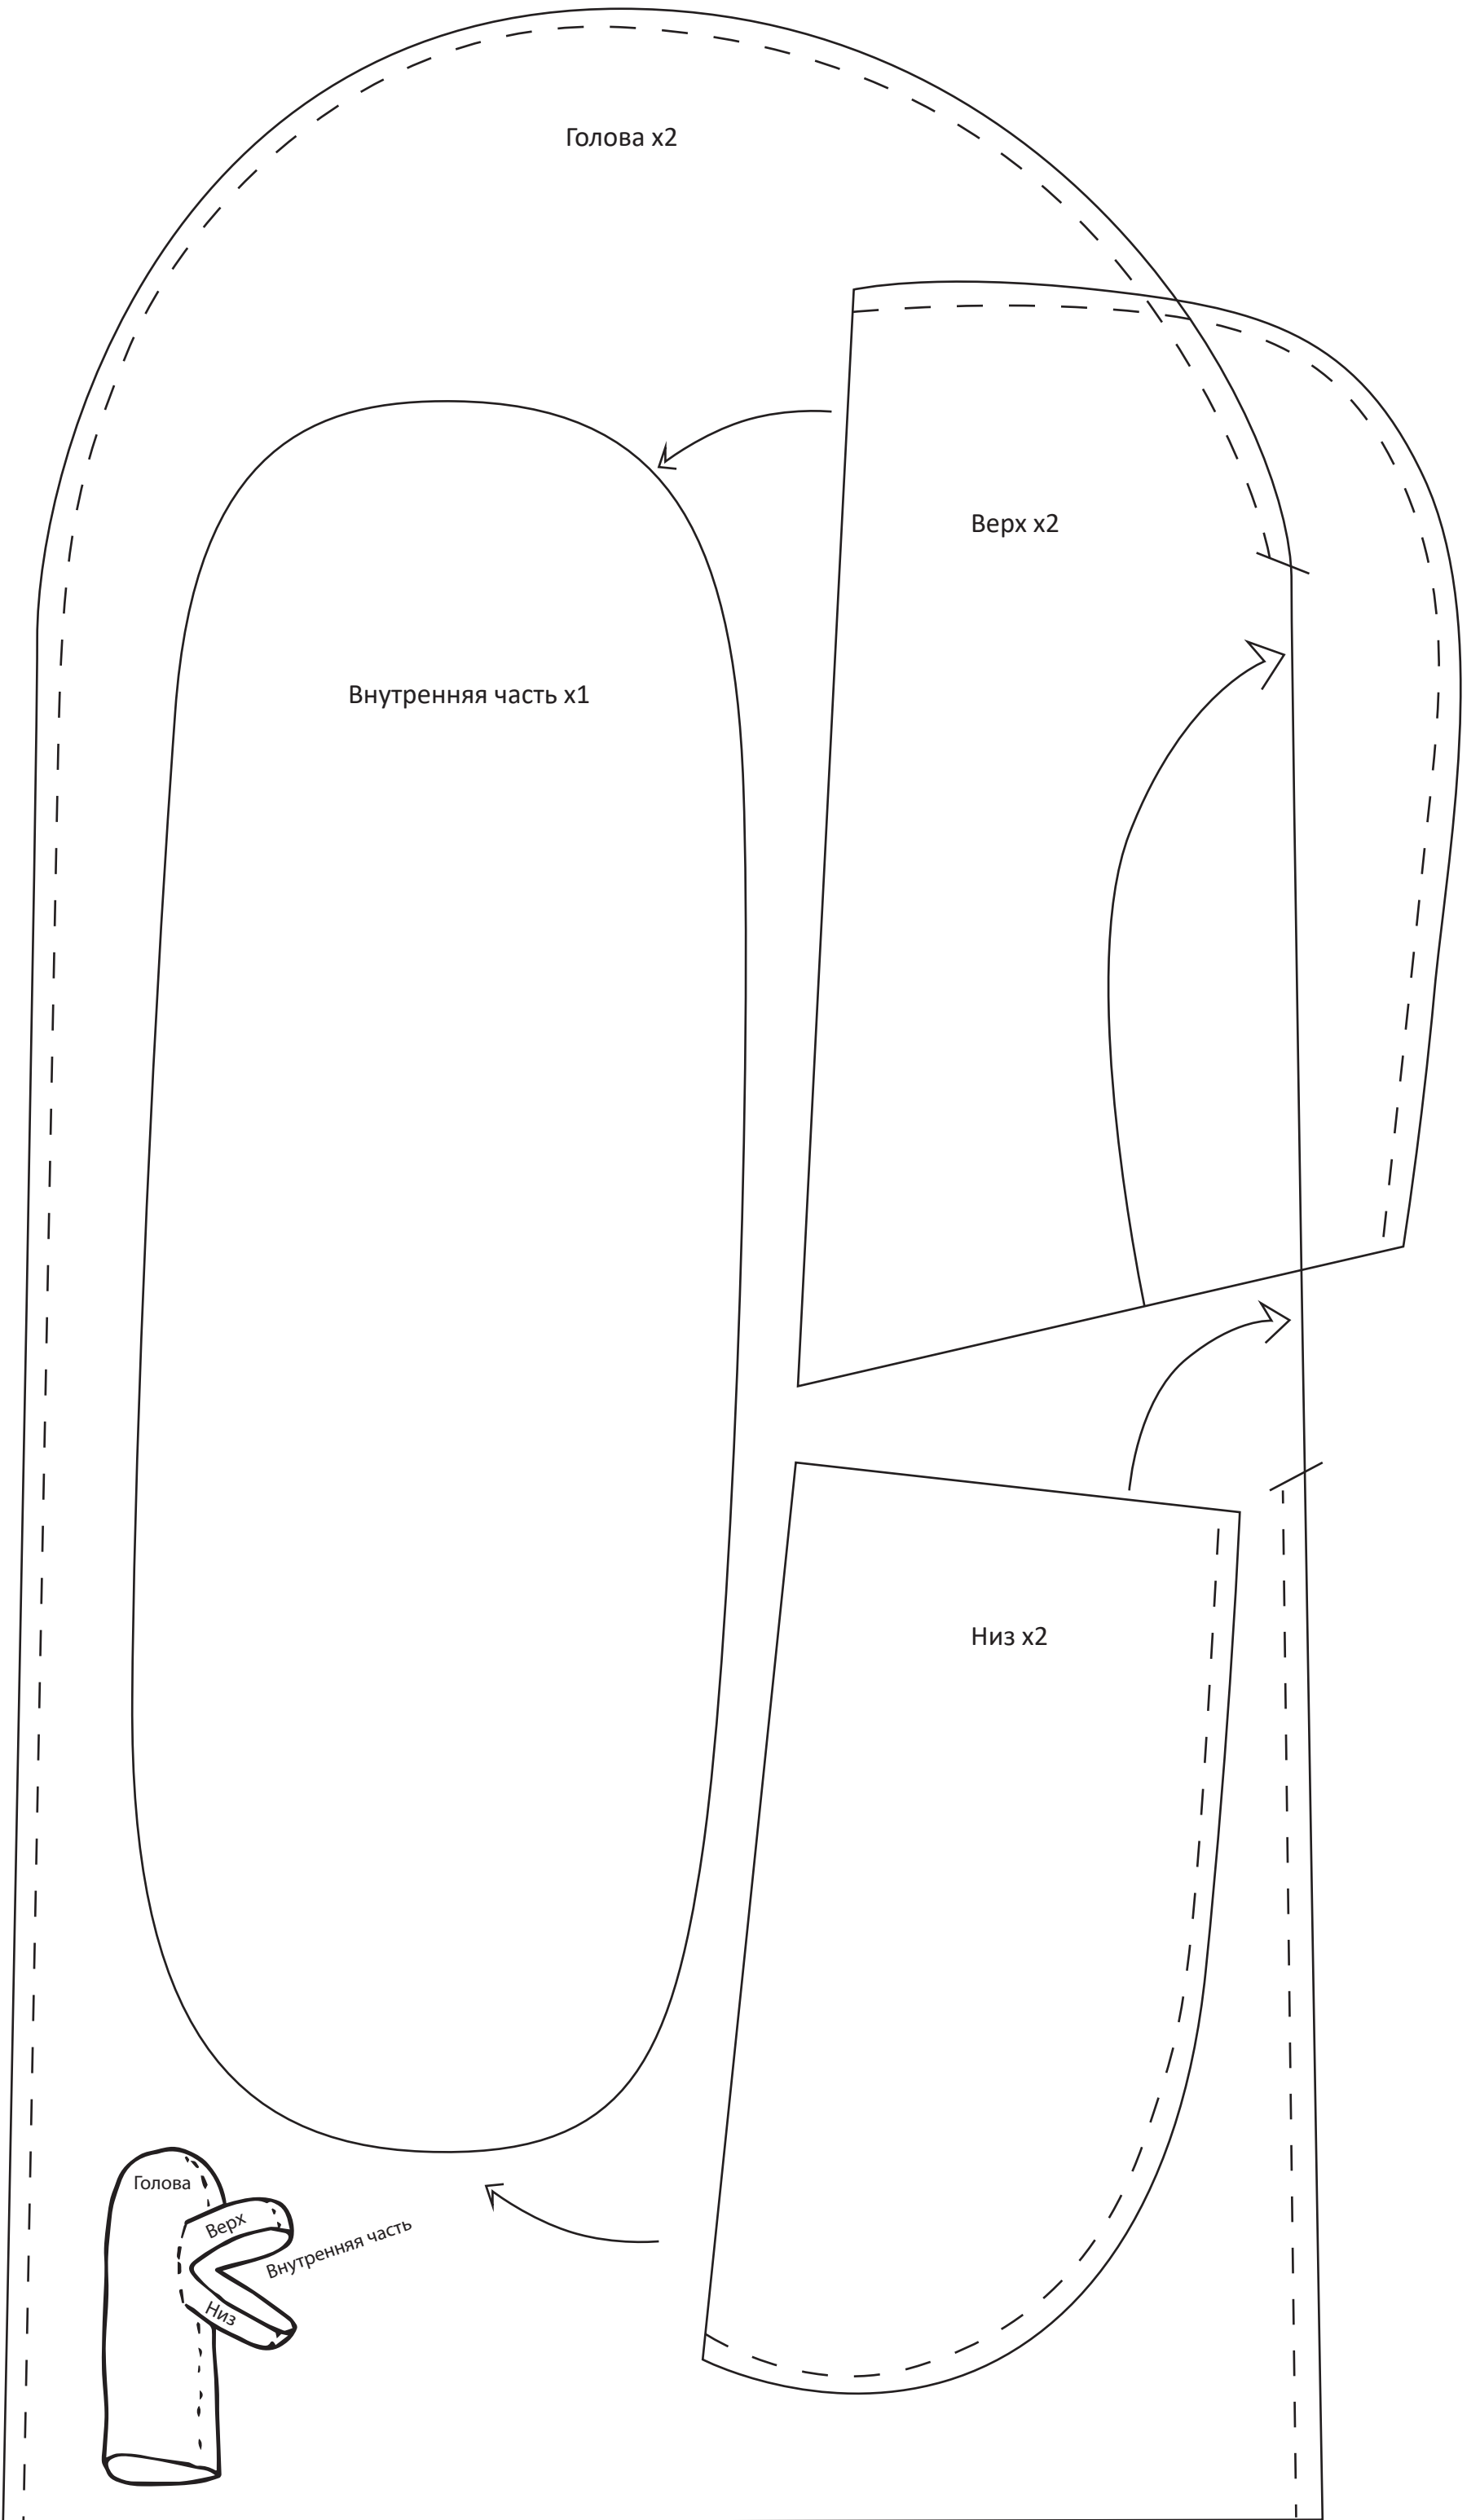 Голова x2
Верх x2
Внутренняя часть x1
Низ x2
Голова
Верх
Внутренняя часть
Низ